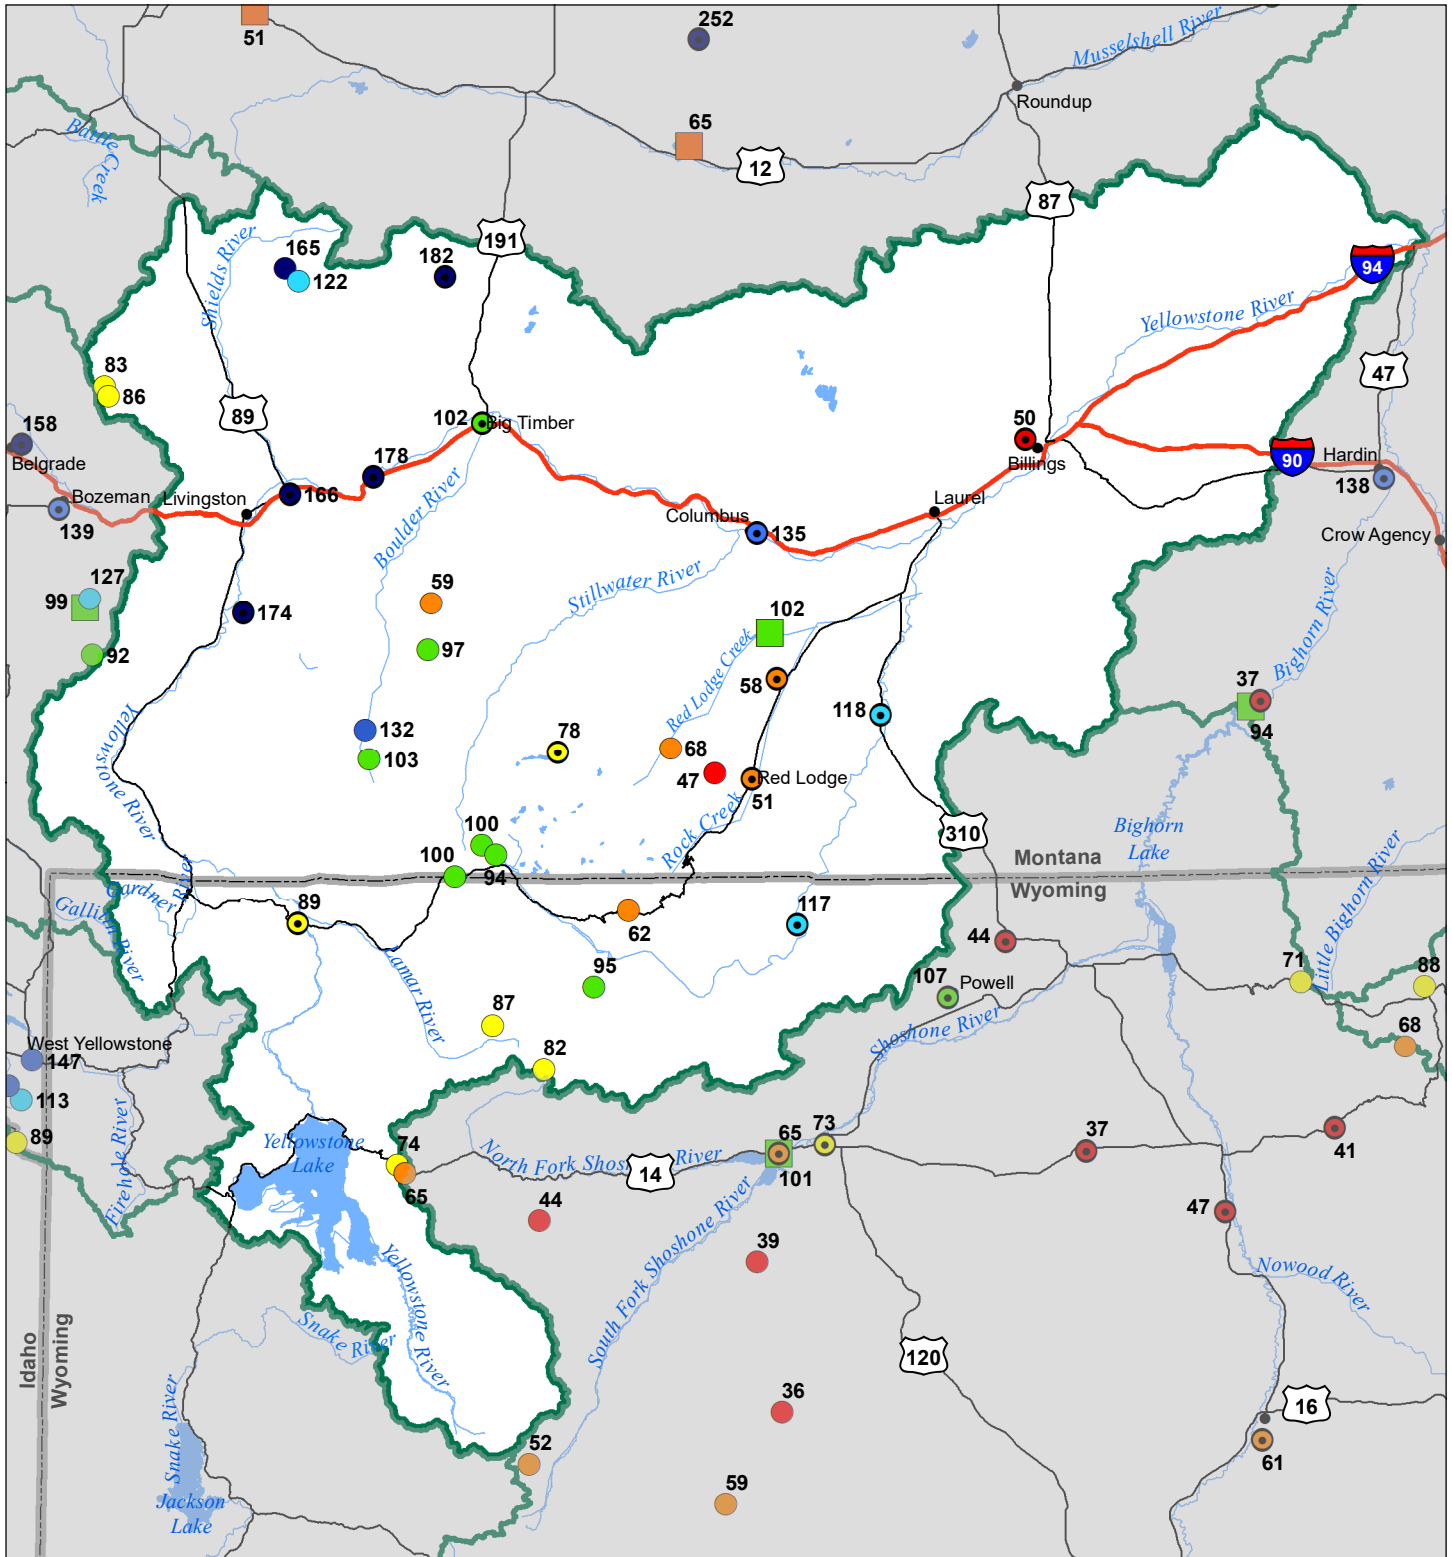 51
252
Musselshell River
Roundup
65
12
Battle
Creek
87
191
Shields River
165
122
182
94
Yellowstone River
47
83
86
89
102
Big Timber
50
Billings
158
Belgrade
178
90
Hardin
138
Bozeman
139
Livingston
166
Boulder River
Laurel
Columbus
135
Crow Agency
127
99
92
174
59
97
Stillwater River
102
Red Lodge Creek
58
118
Bighorn River
37
94
Yellowstone River
132
103
78
68
47
Red Lodge
51
Rock Creek
310
Bighorn
Lake
100
100
94
Montana
Wyoming
Gardner
River
Gallitin River
89
62
117
44
Little Bighorn River
71
88
Lamar River
95
107
Powell
87
Shoshone River
68
West Yellowstone
147
113
89
82
Firehole River
Yellowstone
Lake
74
65
North Fork Shoshone River
14
65
101
73
37
41
44
South Fork Shoshone River
39
47
Nowood River
Yellowstone River
Snake River
Idaho
Wyoming
120
36
16
Snake River
52
61
Jackson
Lake
59